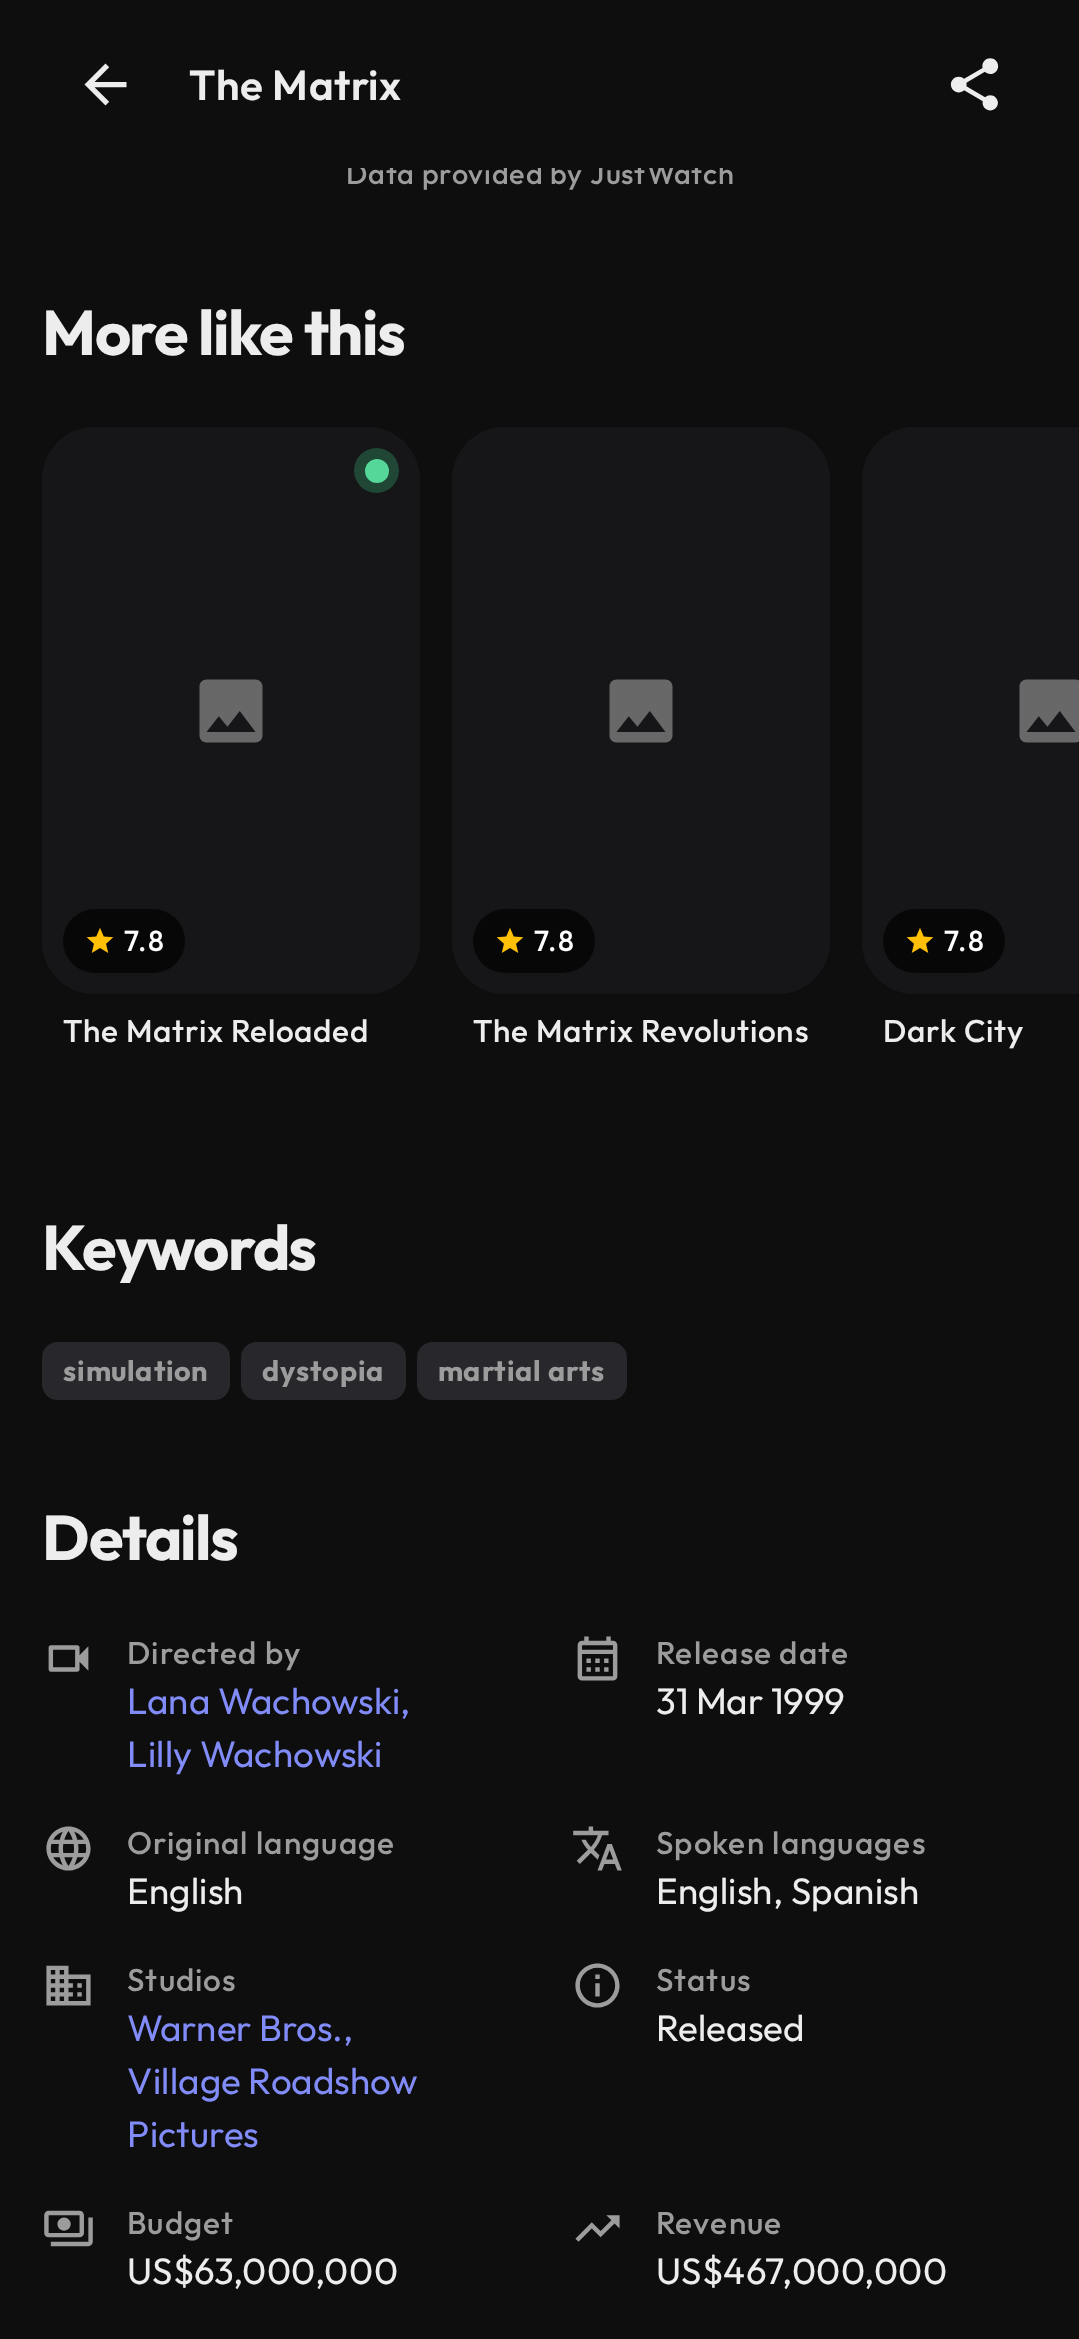 The Matrix
Data provided by JustWatch
More like this
7.8
7.8
7.8
The Matrix Reloaded
The Matrix Revolutions
Dark City
Keywords
simulation
dystopia
martial arts
Details
Directed by
Lana Wachowski,
Lilly Wachowski
Release date
31 Mar 1999
Original language
English
Spoken languages
English, Spanish
Studios
Warner Bros.,
Village Roadshow
Pictures
Status
Released
Budget
US$63,000,000
Revenue
US$467,000,000